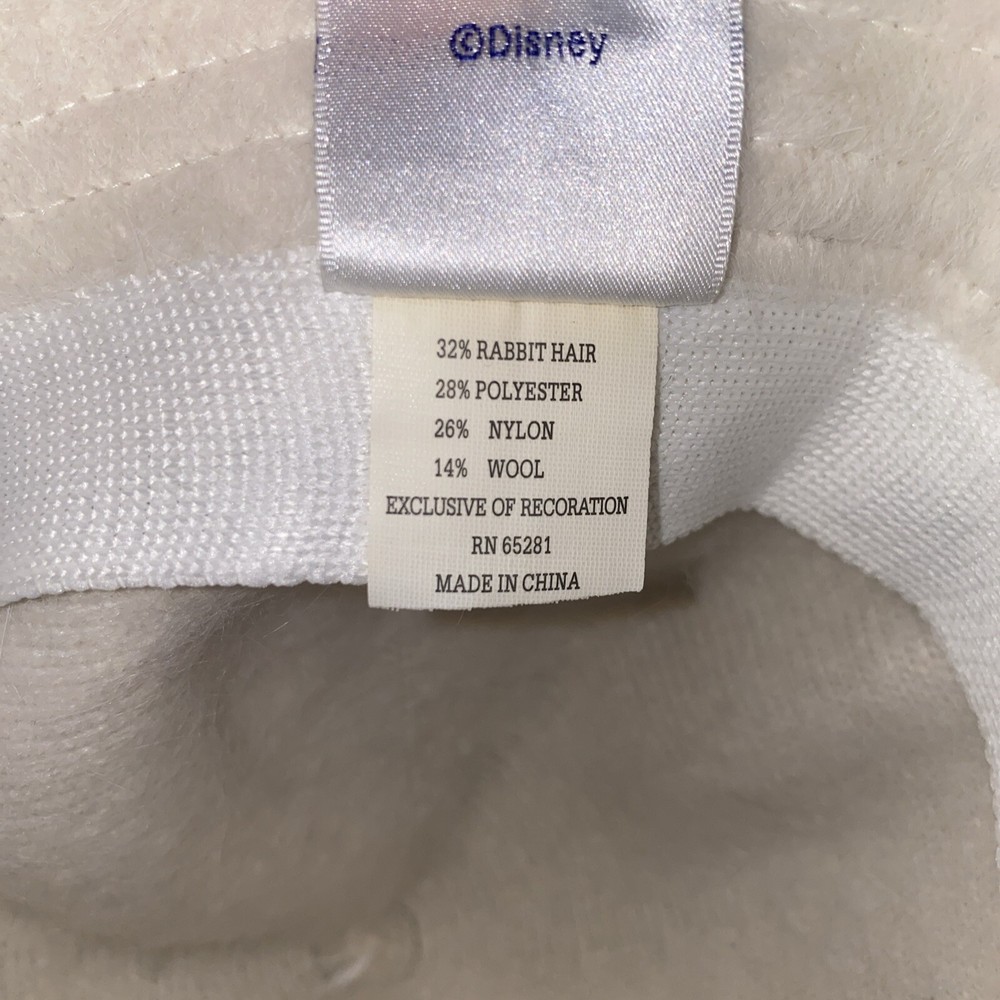 ©Disney
32% RABBIT HAIR
28% POLYESTER
26% NYLON
14% WOOL
EXCLUSIVE OF RECORATION
RN 65281
MADE IN CHINA